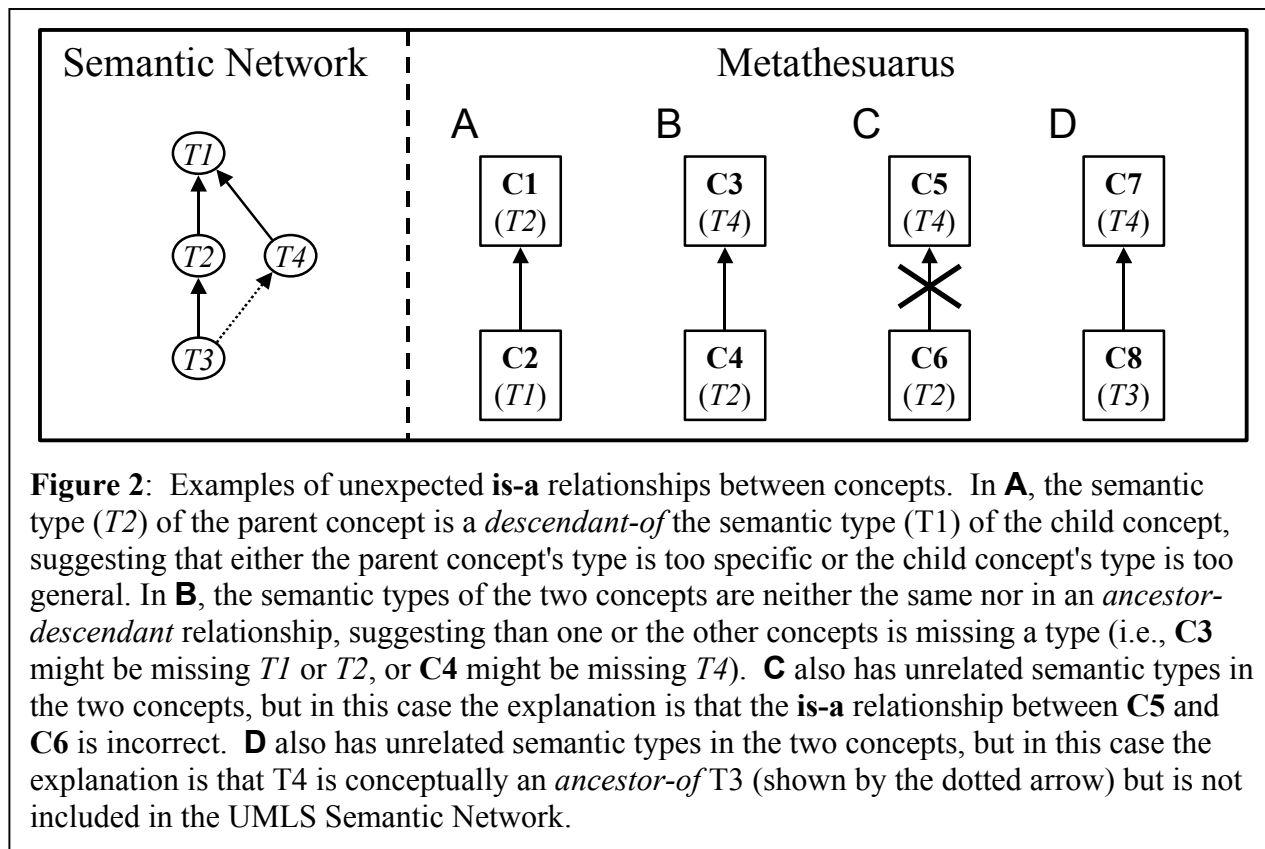 Semantic Network
Metathesuarus
T1
T2
T4
T3
A
B
C
D
C1
(T2)
C3
(T4)
C5
(T4)
C7
(T4)
C2
(T1)
C4
(T2)
C6
(T2)
C8
(T3)
Figure 2: Examples of unexpected is-a relationships between concepts. In A, the semantic
type (T2) of the parent concept is a descendant-of the semantic type (T1) of the child concept,
suggesting that either the parent concept's type is too specific or the child concept's type is too
general. In B, the semantic types of the two concepts are neither the same nor in an ancestor-
descendant relationship, suggesting than one or the other concepts is missing a type (i.e., C3
might be missing T1 or T2, or C4 might be missing T4). C also has unrelated semantic types in
the two concepts, but in this case the explanation is that the is-a relationship between C5 and
C6 is incorrect. D also has unrelated semantic types in the two concepts, but in this case the
explanation is that T4 is conceptually an ancestor-of T3 (shown by the dotted arrow) but is not
included in the UMLS Semantic Network.